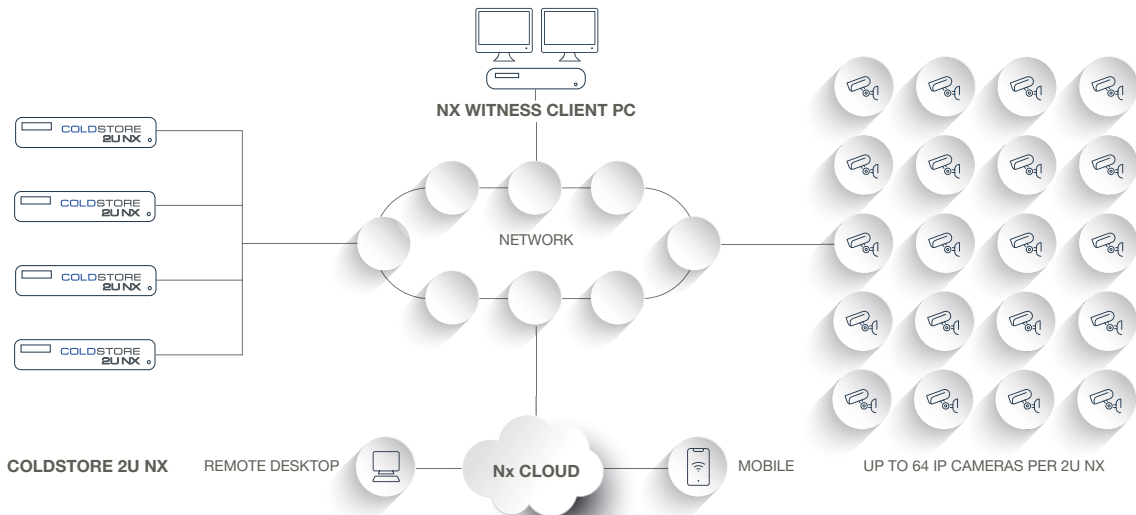 NX WITNESS CLIENT PC
COLDSTORE
2U NX
COLDSTORE
2U NX
COLDSTORE
2U NX
COLDSTORE
2U NX
NETWORK
COLDSTORE 2U NX
REMOTE DESKTOP
Nx CLOUD
MOBILE
UP TO 64 IP CAMERAS PER 2U NX